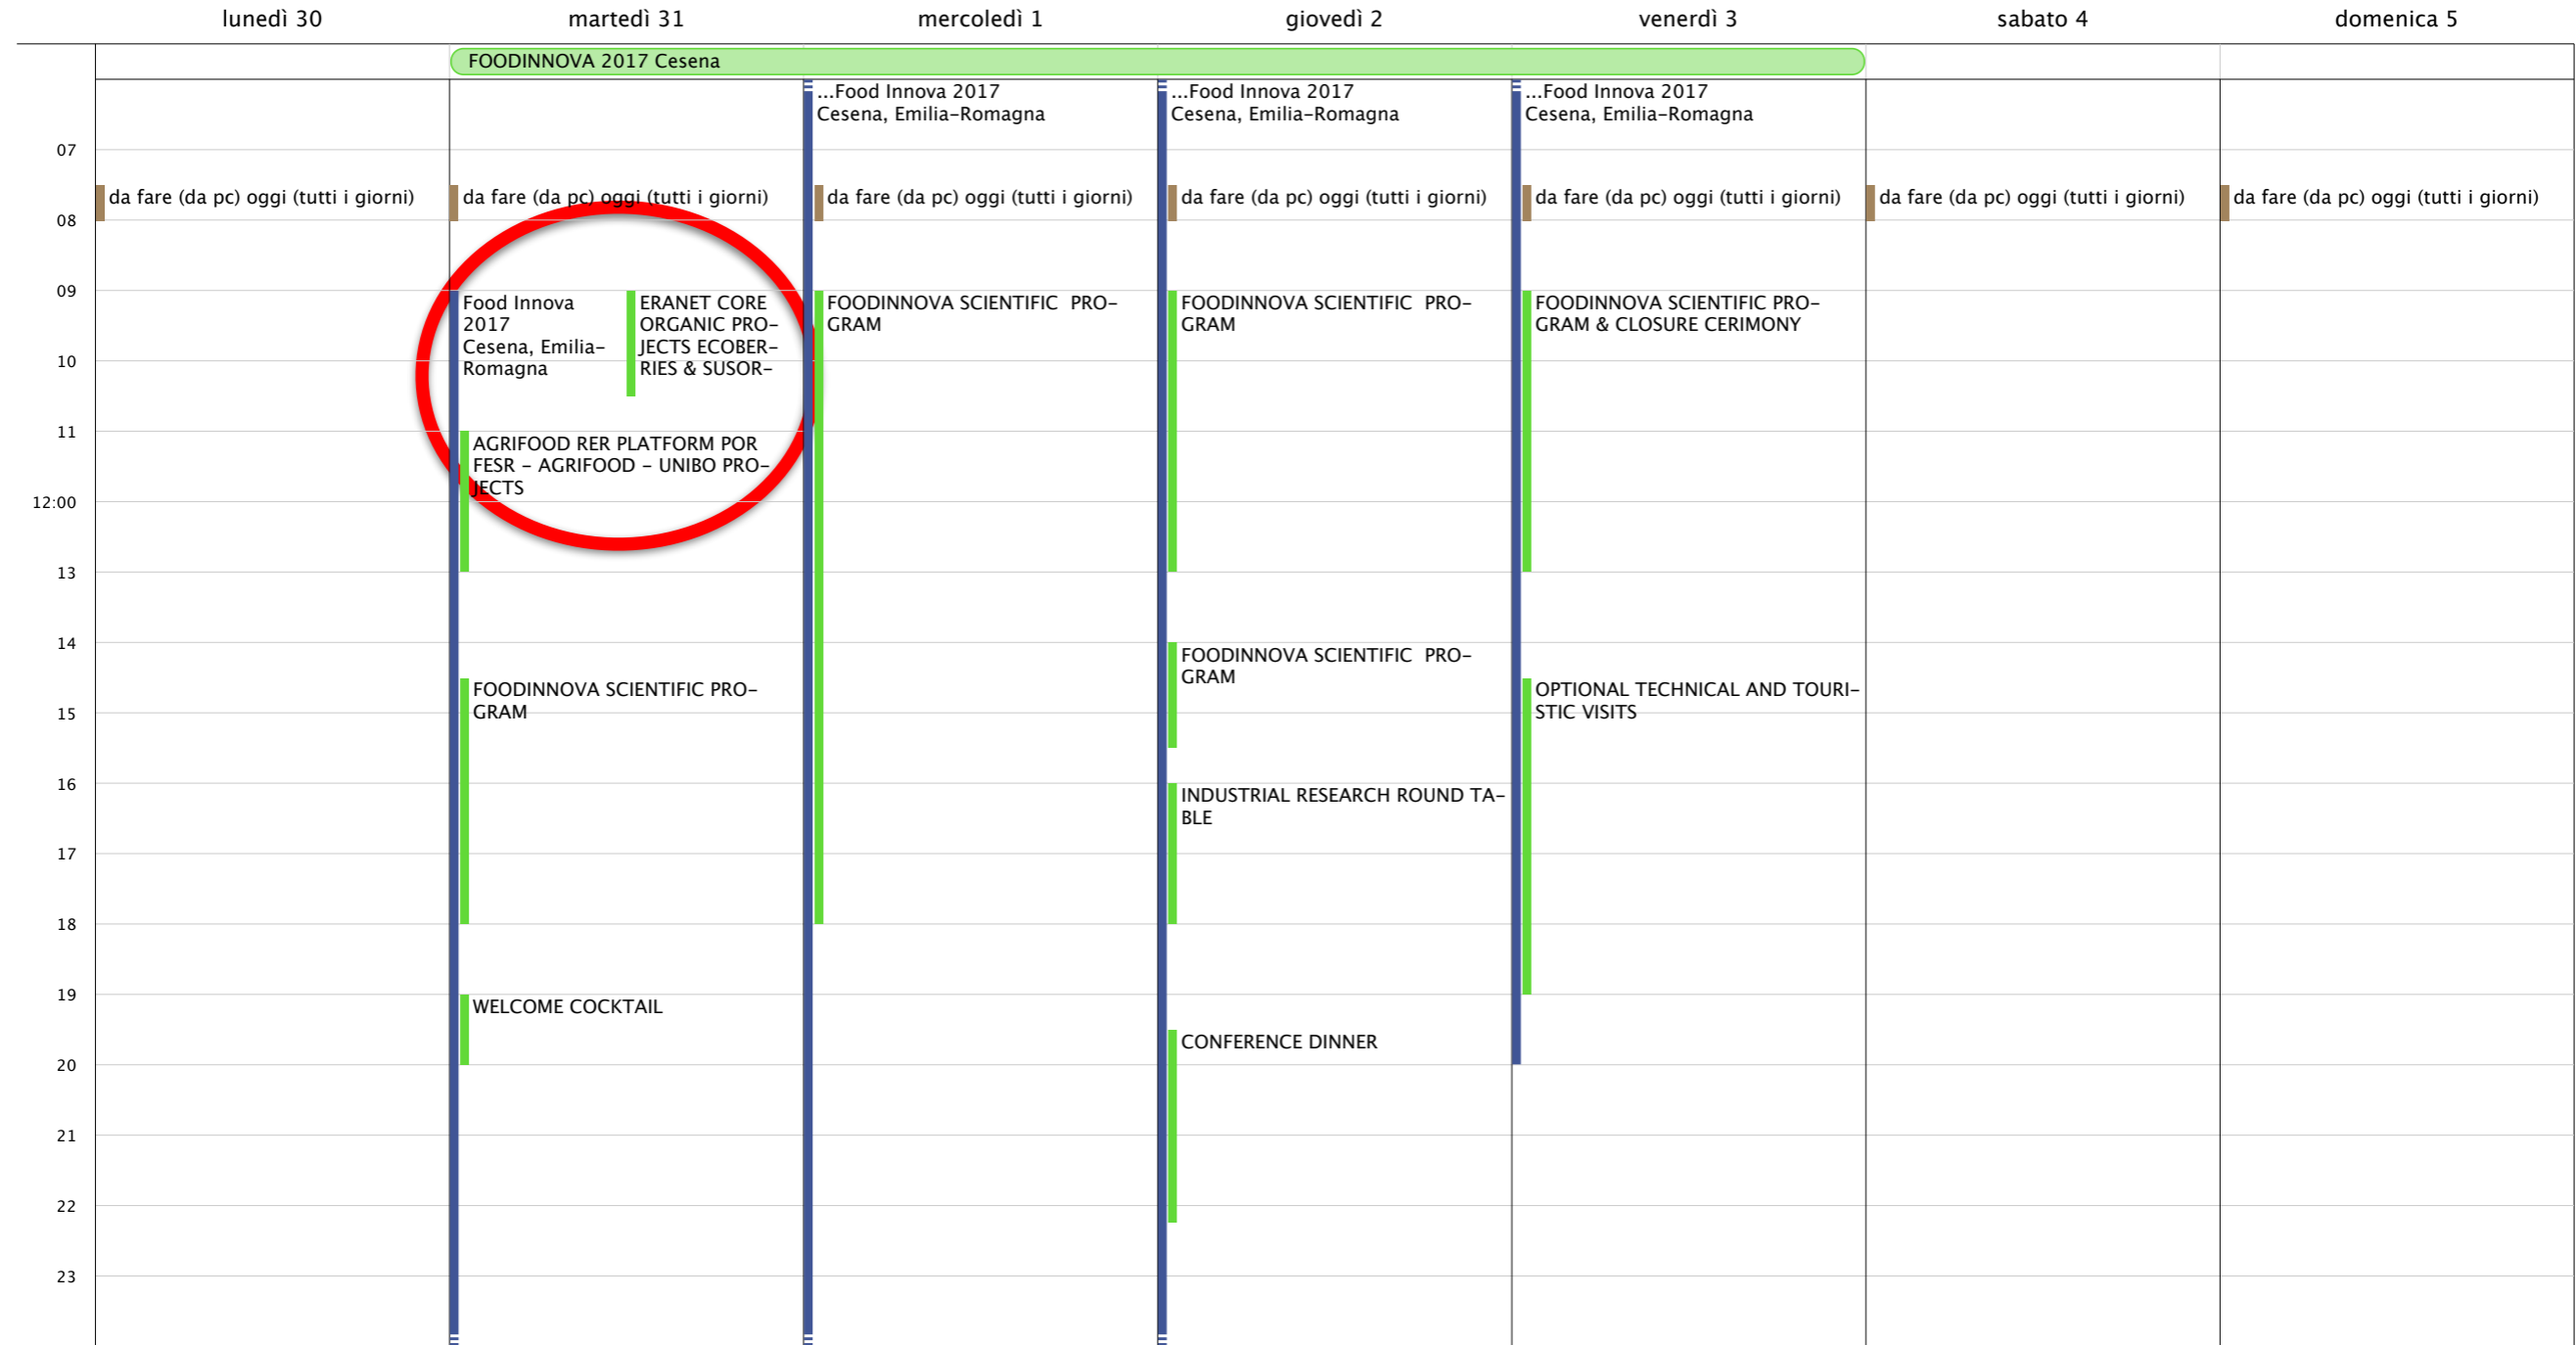 lunedì 30
martedì 31
mercoledì 1
giovedì 2
venerdì 3
sabato 4
domenica 5
FOODINNOVA 2017 Cesena
...Food Innova 2017
Cesena, Emilia-Romagna
...Food Innova 2017
Cesena, Emilia-Romagna
...Food Innova 2017
Cesena, Emilia-Romagna
07
da fare (da pc) oggi (tutti i giorni)
da fare (da pc) oggi (tutti i giorni)
da fare (da pc) oggi (tutti i giorni)
da fare (da pc) oggi (tutti i giorni)
da fare (da pc) oggi (tutti i giorni)
da fare (da pc) oggi (tutti i giorni)
da fare (da pc) oggi (tutti i giorni)
08
09
Food Innova
2017
Cesena, Emilia-
Romagna
ERANET CORE
ORGANIC PRO-
JECTS ECOBER-
RIES & SUSOR-
FOODINNOVA SCIENTIFIC  PRO-
GRAM
FOODINNOVA SCIENTIFIC  PRO-
GRAM
FOODINNOVA SCIENTIFIC PRO-
GRAM & CLOSURE CERIMONY
10
11
AGRIFOOD RER PLATFORM POR
FESR - AGRIFOOD - UNIBO PRO-
JECTS
12:00
13
14
FOODINNOVA SCIENTIFIC  PRO-
GRAM
FOODINNOVA SCIENTIFIC PRO-
GRAM
OPTIONAL TECHNICAL AND TOURI-
STIC VISITS
15
16
INDUSTRIAL RESEARCH ROUND TA-
BLE
17
18
19
WELCOME COCKTAIL
CONFERENCE DINNER
20
21
22
23